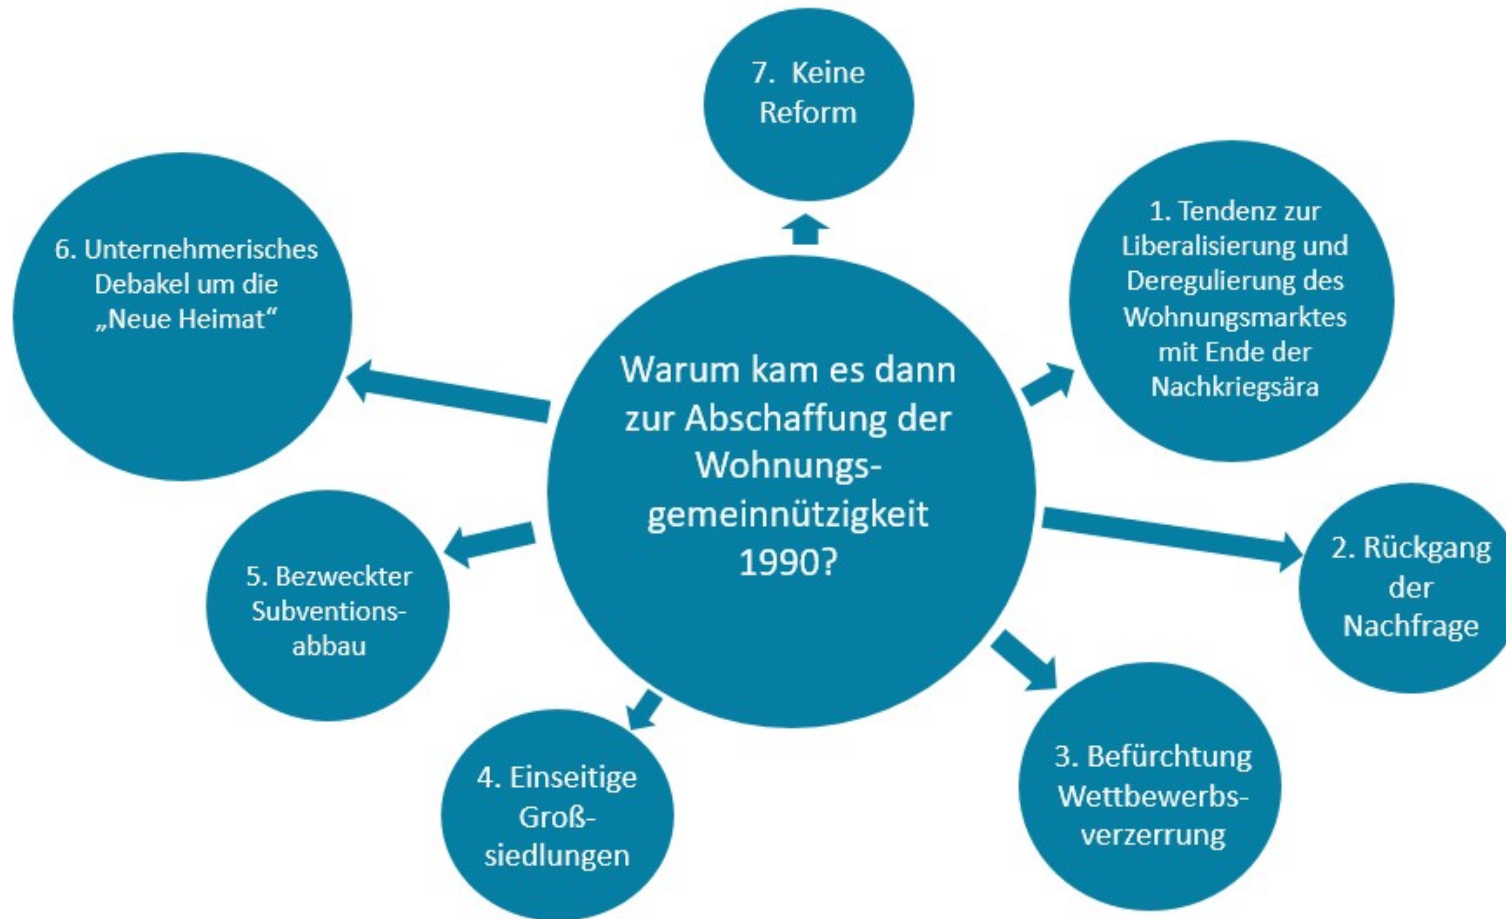 Warum kam es dann
zur Abschaffung der
Wohnungs-
gemeinnützigkeit
1990?
1. Tendenz zur
Liberalisierung und
Deregulierung des
Wohnungsmarktes
mit Ende der
Nachkriegsära
2. Rückgang
der
Nachfrage
3. Befürchtung
Wettbewerbs-
verzerrung
4. Einseitige
Groß-
siedlungen
5. Bezweckter
Subventions-
abbau
6. Unternehmerisches
Debakel um die
„Neue Heimat“
7. Keine
Reform